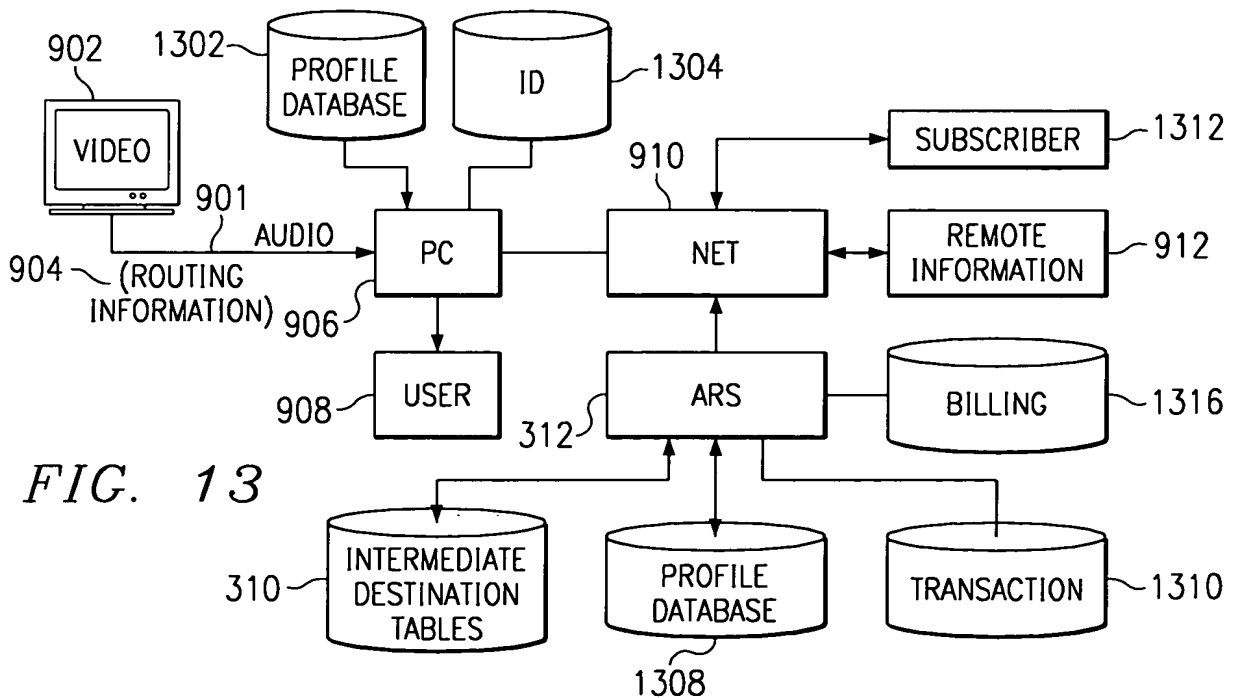 1302
902
PROFILE
DATABASE
ID
1304
VIDEO
910
SUBSCRIBER
1312
901
AUDIO
PC
NET
REMOTE
INFORMATION
912
904
(ROUTING
INFORMATION)
906
USER
908
ARS
312
BILLING
1316
FIG. 13
310
INTERMEDIATE
DESTINATION
TABLES
PROFILE
DATABASE
1308
TRANSACTION
1310